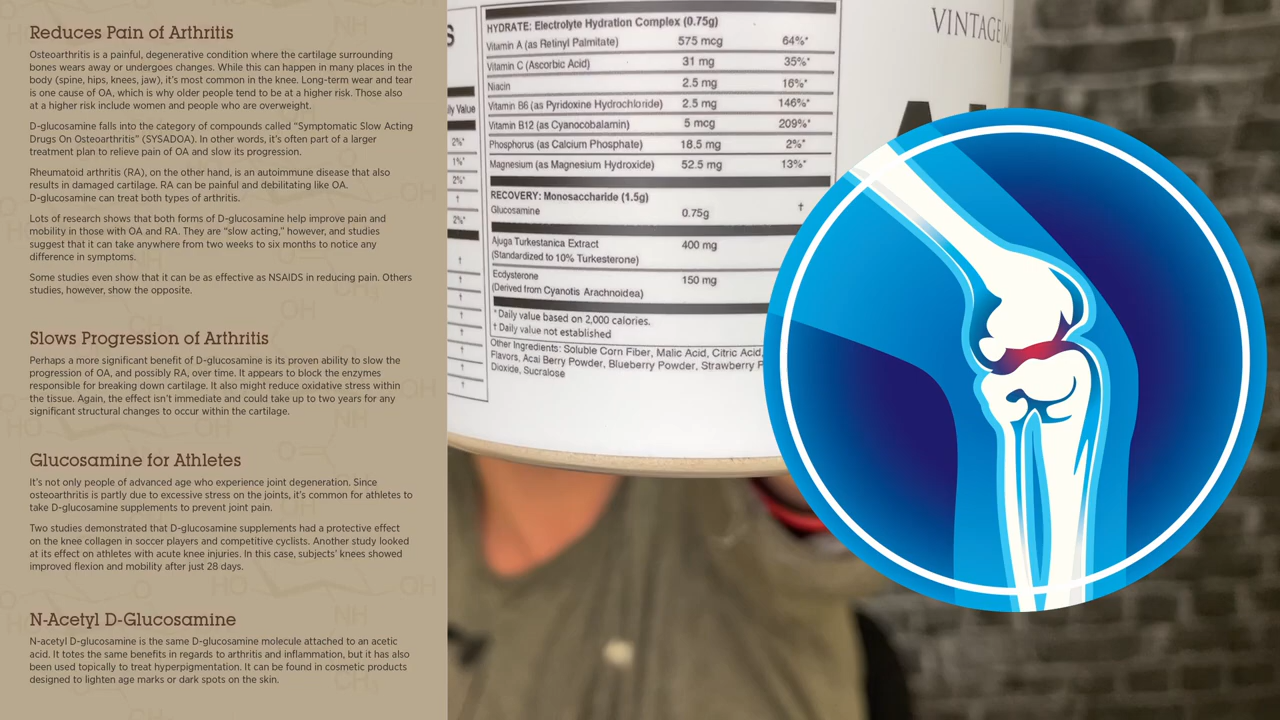 Reduces Pain of Arthritis
Osteoarthritis is a painful, degenerative condition where the cartilage surrounding
bones wears away or undergoes changes. While this can happen in many places in the
body (spine, hips, knees, jaw), it's most common in the knee. Long-term wear and tear
is one cause of OA, which is why older people tend to be at a higher risk. Those also
at a higher risk include women and people who are overweight.
D-glucosamine falls into the category of compounds called “Symptomatic Slow Acting
Drugs On Osteoarthritis” (SYSADOA). In other words, it's often part of a larger
treatment plan to relieve pain of OA and slow its progression.
Rheumatoid arthritis (RA), on the other hand, is an autoimmune disease that also
results in damaged cartilage. RA can be painful and debilitating like OA.
D-glucosamine can treat both types of arthritis.
Lots of research shows that both forms of D-glucosamine help improve pain and
mobility in those with OA and RA. They are “slow acting,” however, and studies
suggest that it can take anywhere from two weeks to six months to notice any
difference in symptoms.
Some studies even show that it can be as effective as NSAIDS in reducing pain. Others
studies, however, show the opposite.
Slows Progression of Arthritis
Perhaps a more significant benefit of D-glucosamine is its proven ability to slow the
progression of OA, and possibly RA, over time. It appears to block the enzymes
responsible for breaking down cartilage. It also might reduce oxidative stress within
the tissue. Again, the effect isn't immediate and could take up to two years for any
significant structural changes to occur within the cartilage.
Glucosamine for Athletes
It's not only people of advanced age who experience joint degeneration. Since
osteoarthritis is partly due to excessive stress on the joints, it's common for athletes to
take D-glucosamine supplements to prevent joint pain.
Two studies demonstrated that D-glucosamine supplements had a protective effect
on the knee collagen in soccer players and competitive cyclists. Another study looked
at its effect on athletes with acute knee injuries. In this case, subjects' knees showed
improved flexion and mobility after just 28 days.
N-Acetyl D-Glucosamine
N-acetyl D-glucosamine is the same D-glucosamine molecule attached to an acetic
acid. It totes the same benefits in regards to arthritis and inflammation, but it has also
been used topically to treat hyperpigmentation. It can be found in cosmetic products
designed to lighten age marks or dark spots on the skin.
S
Value
2%*
1%*
2%*
†
2%*
†
†
†
†
†
†
†
HYDRATE: Electrolyte Hydration Complex (0.75g)
Vitamin A (as Retinyl Palmitate) 575 mcg 64%*
Vitamin C (Ascorbic Acid) 31 mg 35%*
Niacin 2.5 mg 16%*
Vitamin B6 (as Pyridoxine Hydrochloride) 2.5 mg 146%*
Vitamin B12 (as Cyanocobalamin) 5 mcg 209%*
Phosphorus (as Calcium Phosphate) 18.5 mg 2%*
Magnesium (as Magnesium Hydroxide) 52.5 mg 13%*
RECOVERY: Monosaccharide (1.5g)
Glucosamine 0.75g †
Ajuga Turkestanica Extract 400 mg
(Standardized to 10% Turkesterone)
Ecdysterone 150 mg
(Derived from Cyanotis Arachnoidea)
*Daily value based on 2,000 calories.
† Daily value not established
Other Ingredients: Soluble Corn Fiber, Malic Acid, Citric Acid,
Flavors, Acai Berry Powder, Blueberry Powder, Strawberry
Dioxide, Sucralose
VINTAGE